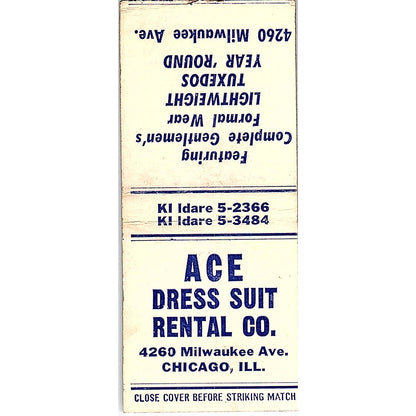 Featuring
Complete Gentlemen's
Formal Wear
LIGHTWEIGHT
TUXEDOS
YEAR 'ROUND
4260 Milwaukee Ave.
KI ldare 5-2366
KI ldare 5-3484
ACE
DRESS SUIT
RENTAL CO.
4260 Milwaukee Ave.
CHICAGO, ILL.
CLOSE COVER BEFORE STRIKING MATCH